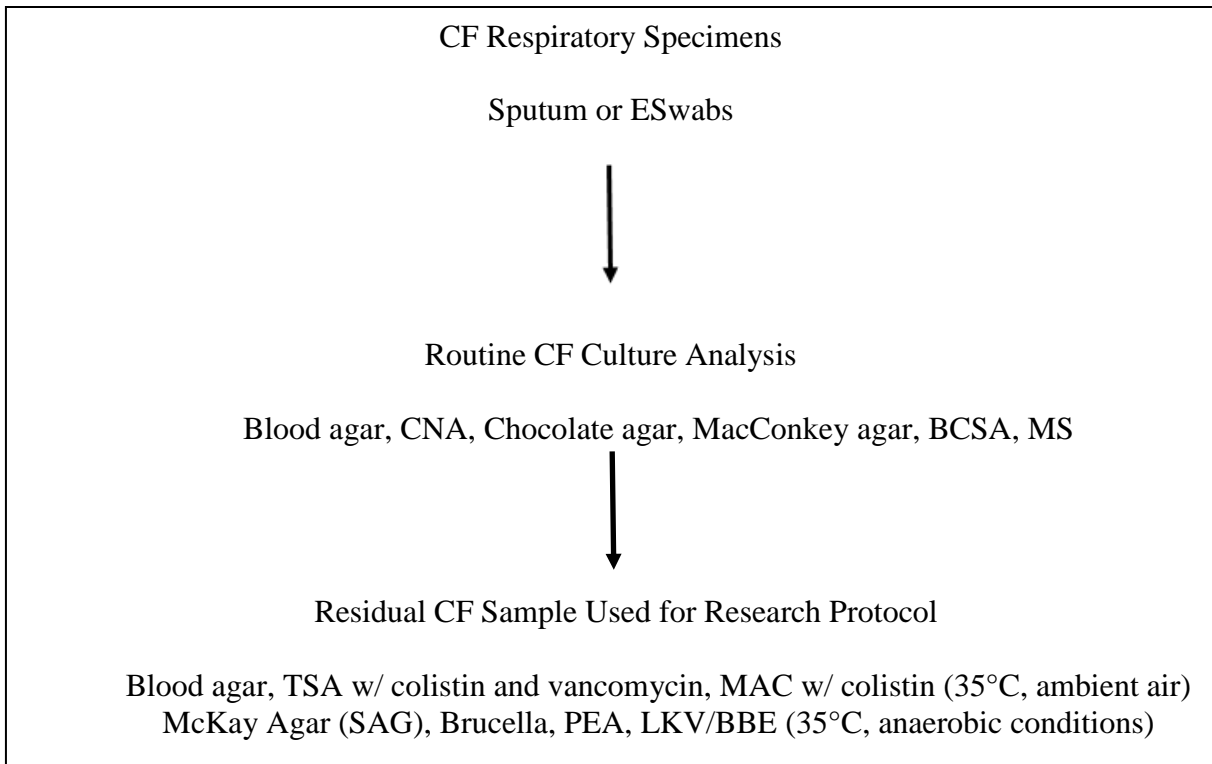 CF Respiratory Specimens
Sputum or ESwabs
Routine CF Culture Analysis
Blood agar, CNA, Chocolate agar, MacConkey agar, BCSA, MS
Residual CF Sample Used for Research Protocol
Blood agar, TSA w/ colistin and vancomycin, MAC w/ colistin (35°C, ambient air)
McKay Agar (SAG), Brucella, PEA, LKV/BBE (35°C, anaerobic conditions)